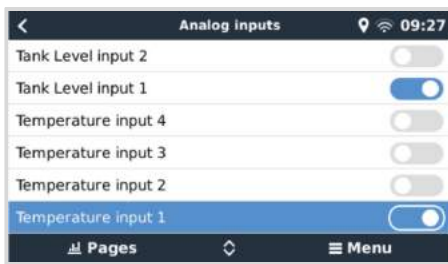 Analog inputs 09:27
Tank Level input 2
Tank Level input 1
Temperature input 4
Temperature input 3
Temperature input 2
Temperature input 1
Pages Menu